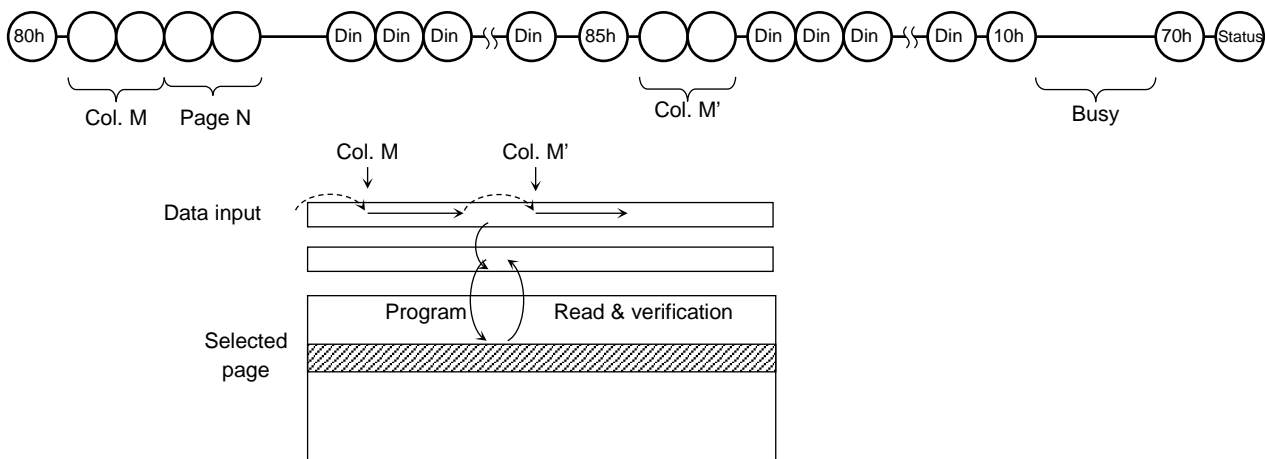 80h Din Din Din Din 85h Din Din Din Din 10h 70h Status
Col. M Page N Col. M’ Busy
Col. M Col. M’
Data input
Program Read & verification
Selected
page